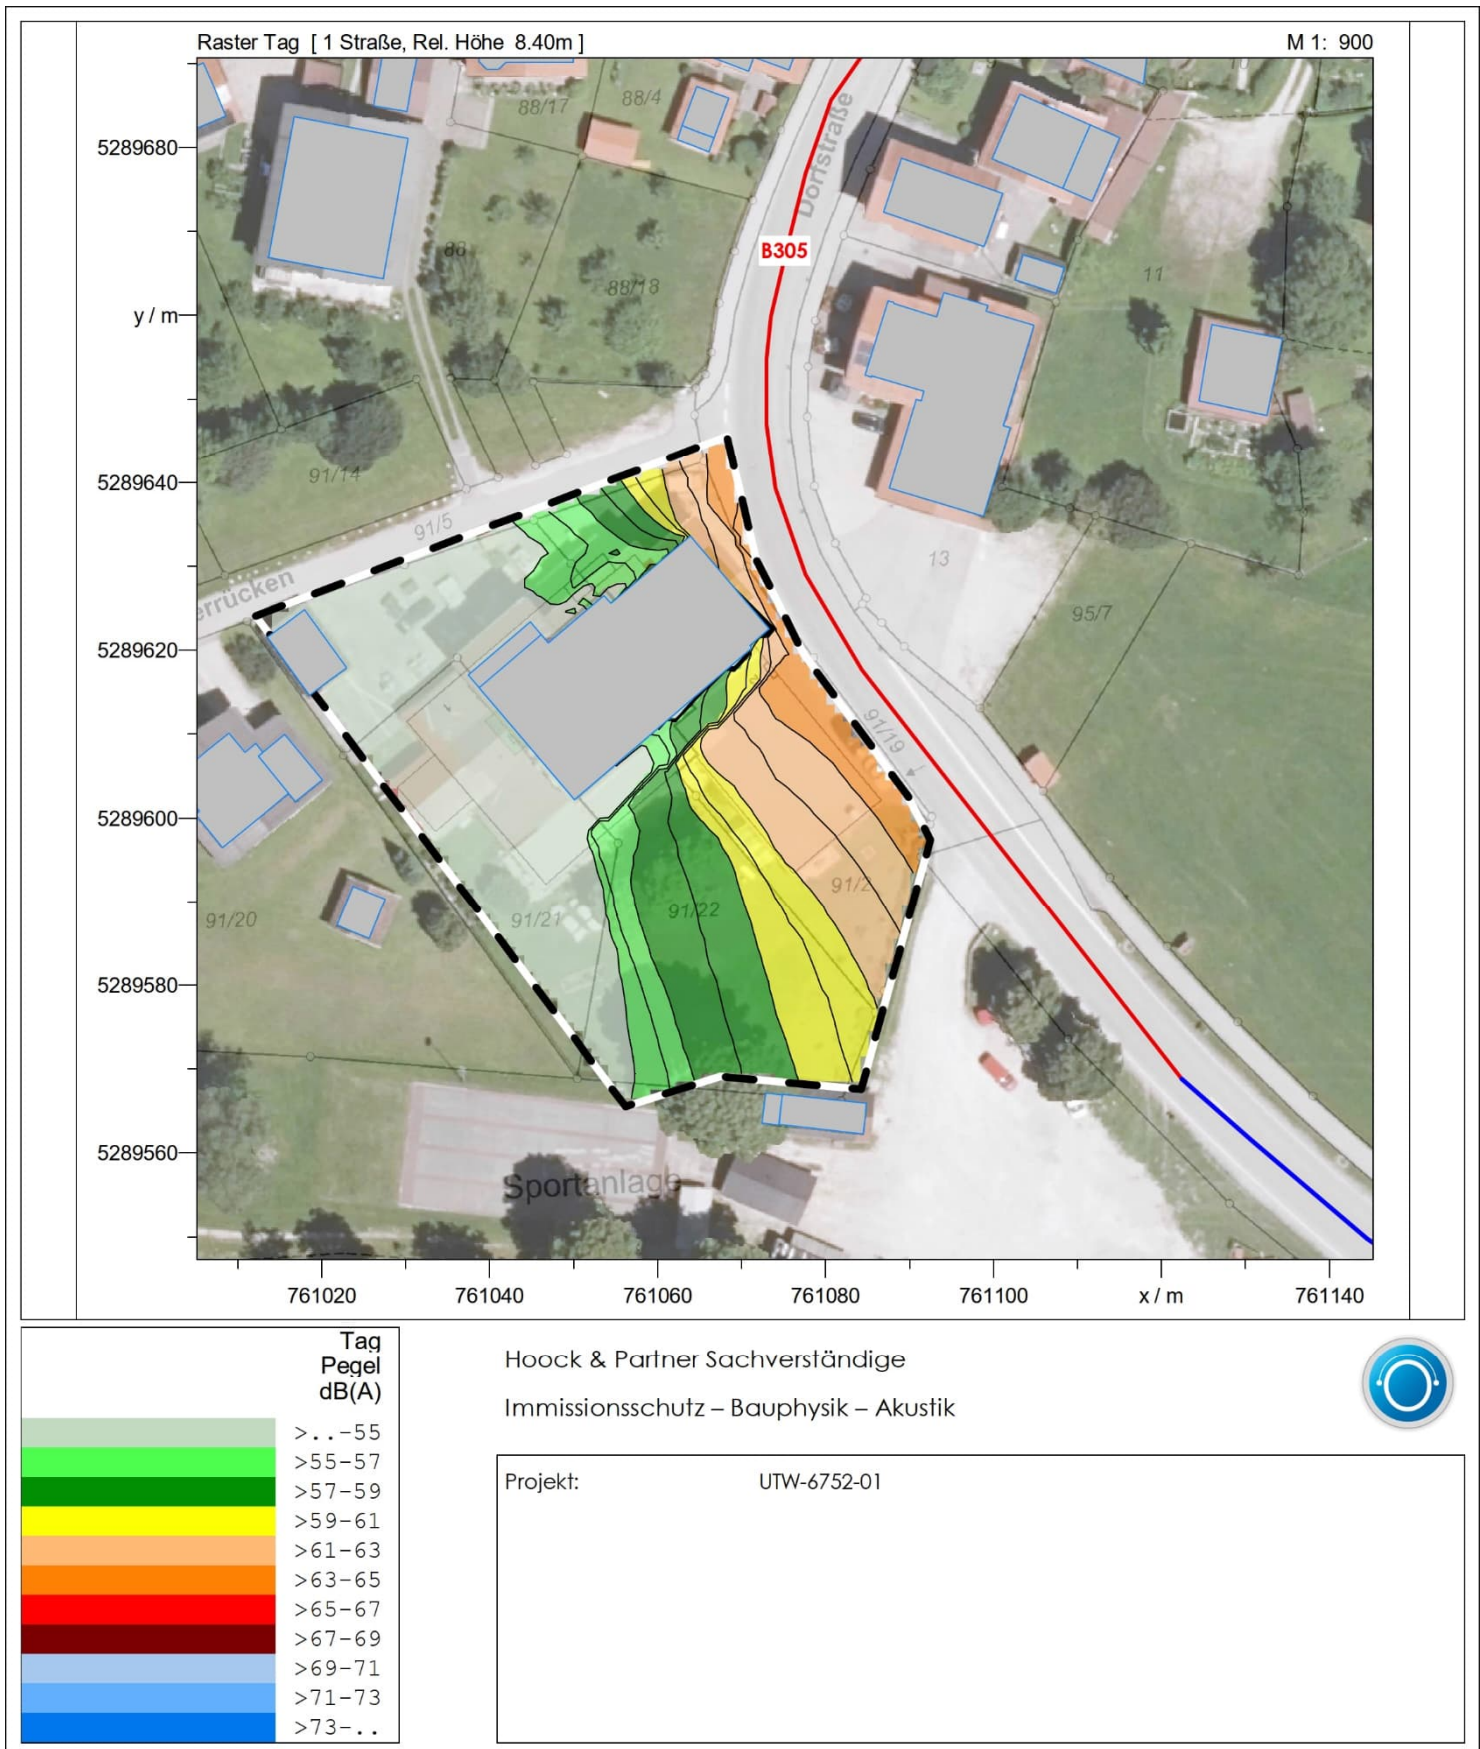 Raster Tag [ 1 Straße, Rel. Höhe 8.40m ]
M 1: 900
5289680
y / m
5289640
5289620
5289600
5289580
5289560
88/17
88/4
Dorfstraße
B305
88
88/18
11
91/14
91/5
errücken
13
95/7
91/19
91/2
91/22
91/21
91/20
Sportanlage
761020
761040
761060
761080
761100
x / m
761140
Tag
Pegel
dB(A)
>..-55
>55-57
>57-59
>59-61
>61-63
>63-65
>65-67
>67-69
>69-71
>71-73
>73-..
Hoock & Partner Sachverständige
Immissionsschutz – Bauphysik – Akustik
Projekt: UTW-6752-01